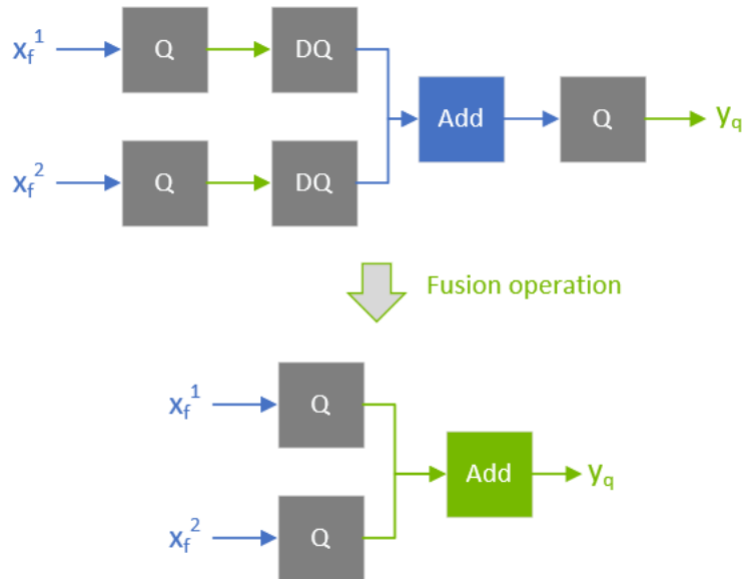 x_f^1 Q DQ
Add Q y_q
x_f^2 Q DQ
Fusion operation
x_f^1 Q
Add y_q
x_f^2 Q